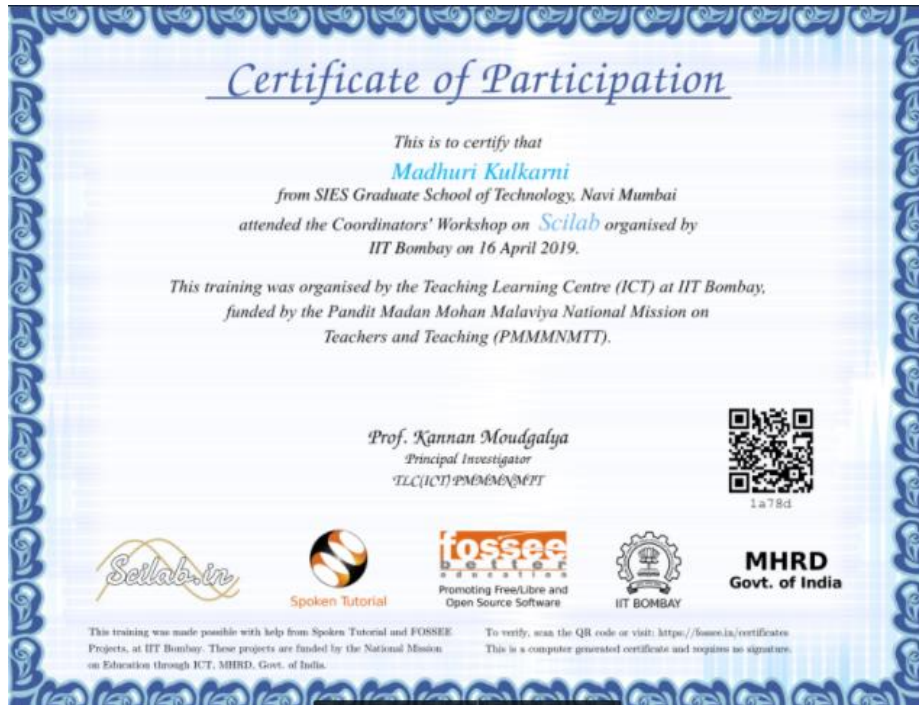 Certificate of Participation
This is to certify that
Madhuri Kulkarni
from SIES Graduate School of Technology, Navi Mumbai
attended the Coordinators' Workshop on Scilab organised by
IIT Bombay on 16 April 2019.
This training was organised by the Teaching Learning Centre (ICT) at IIT Bombay,
funded by the Pandit Madan Mohan Malaviya National Mission on
Teachers and Teaching (PMMMNMTT).
Prof. Kannan Moudgalya
Principal Investigator
TLC(ICT) PMMMNMTT
1a78d
Scilab.in
Spoken Tutorial
fossee
better
education
Promoting Free/Libre and
Open Source Software
IIT BOMBAY
MHRD
Govt. of India
This training was made possible with help from Spoken Tutorial and FOSSEE
Projects, at IIT Bombay. These projects are funded by the National Mission
on Education through ICT, MHRD, Govt. of India.
To verify, scan the QR code or visit: https://fossee.in/certificates
This is a computer generated certificate and requires no signature.